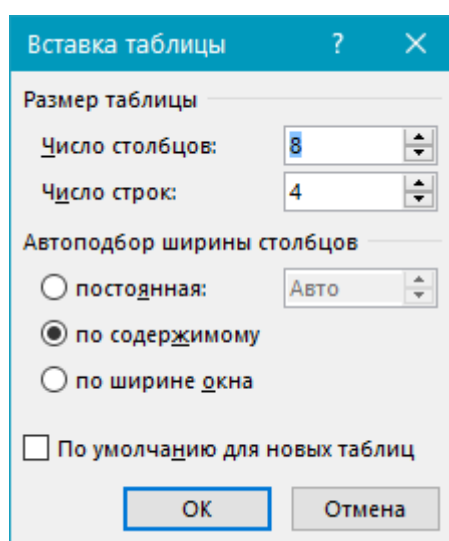 Вставка таблицы ? ×
Размер таблицы
Число столбцов: 8
Число строк: 4
Автоподбор ширины столбцов
постоянная: Авто
по содержимому
по ширине окна
По умолчанию для новых таблиц
ОК Отмена